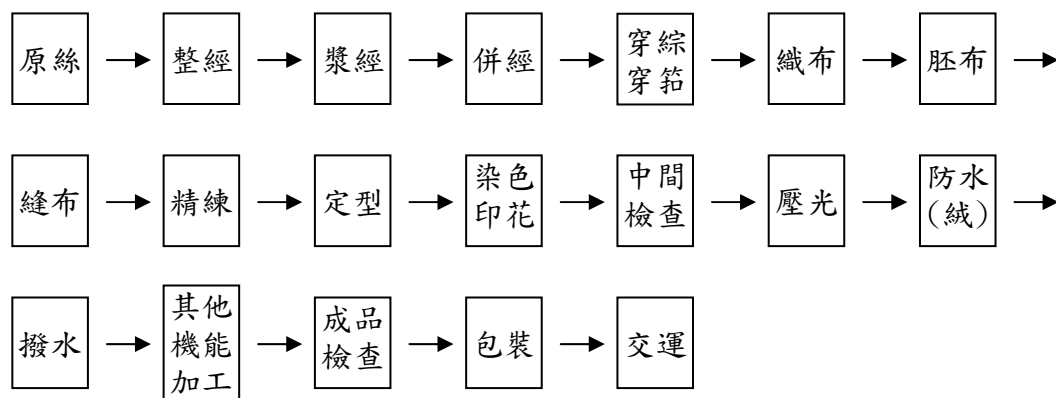 原絲 → 整經 → 漿經 → 併經 → 穿綜 → 織布 → 胚布 →
穿筘
縫布 → 精練 → 定型 → 染色 → 中間 → 壓光 → 防水 →
印花 檢查 (絨)
撥水 → 其他 → 成品 → 包裝 → 交運
機能 檢查
加工